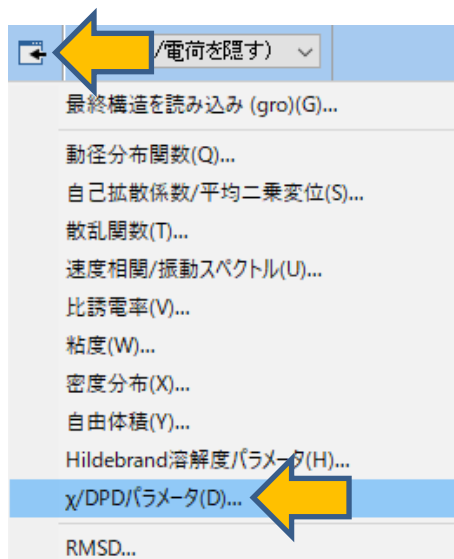 /電荷を隠す)
最終構造を読み込み (gro)(G)...
動径分布関数(Q)...
自己拡散係数/平均二乗変位(S)...
散乱関数(T)...
速度相関/振動スペクトル(U)...
比誘電率(V)...
粘度(W)...
密度分布(X)...
自由体積(Y)...
Hildebrand溶解度パラメータ(H)...
χ/DPDパラメータ(D)...
RMSD...